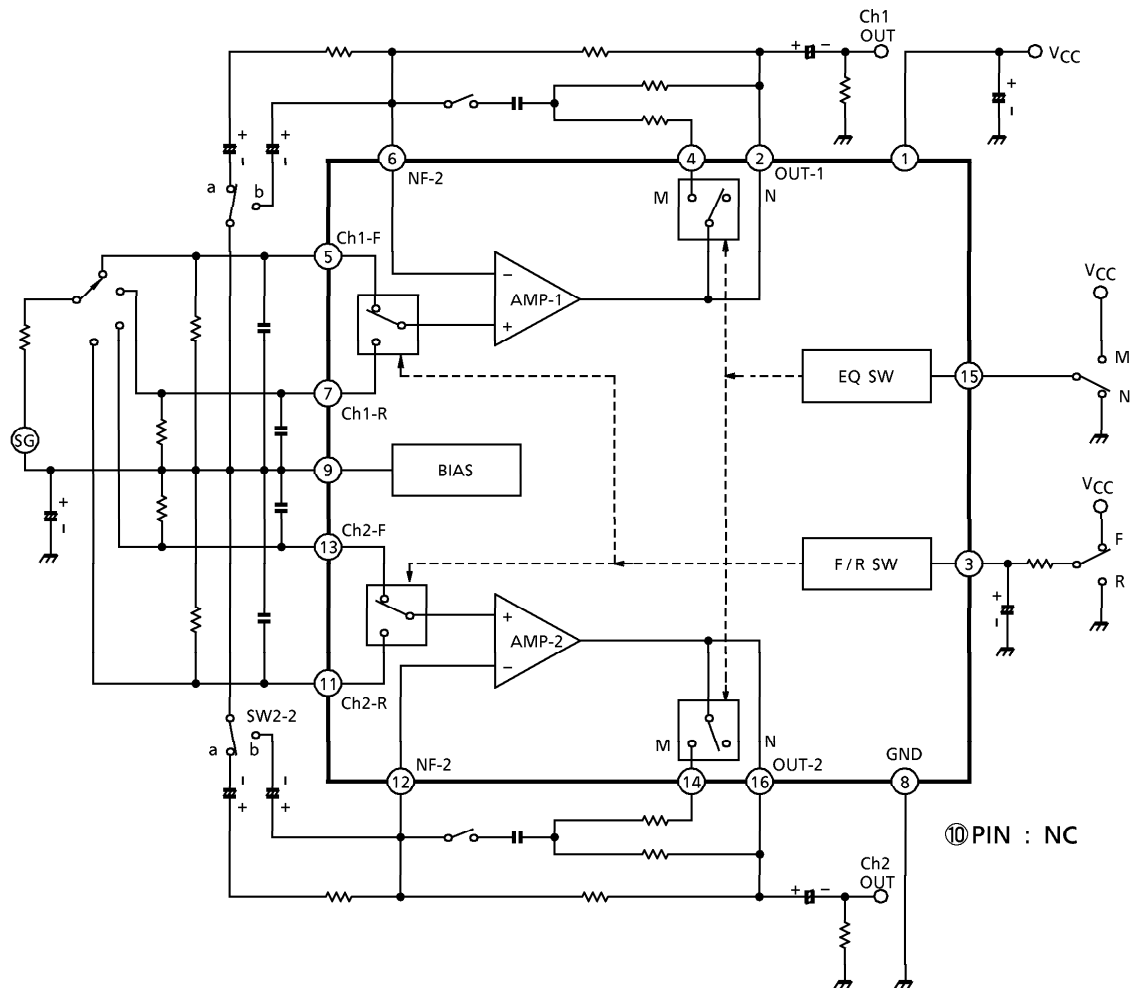 Ch1
OUT
+ −
VCC
+
−
+
−
+
−
a
b
6
NF-2
4
2
OUT-1
1
M
N
Ch1-F
5
−
AMP-1
+
VCC
M
N
EQ SW
15
7
Ch1-R
SG
9
BIAS
+
−
VCC
F
R
Ch2-F
13
F/R SW
3
+
−
+
AMP-2
−
11
Ch2-R
SW2-2
a
b
M
N
NF-2
12
14
16
OUT-2
GND
8
−
+
−
+
⑩PIN : NC
Ch2
OUT
+ −